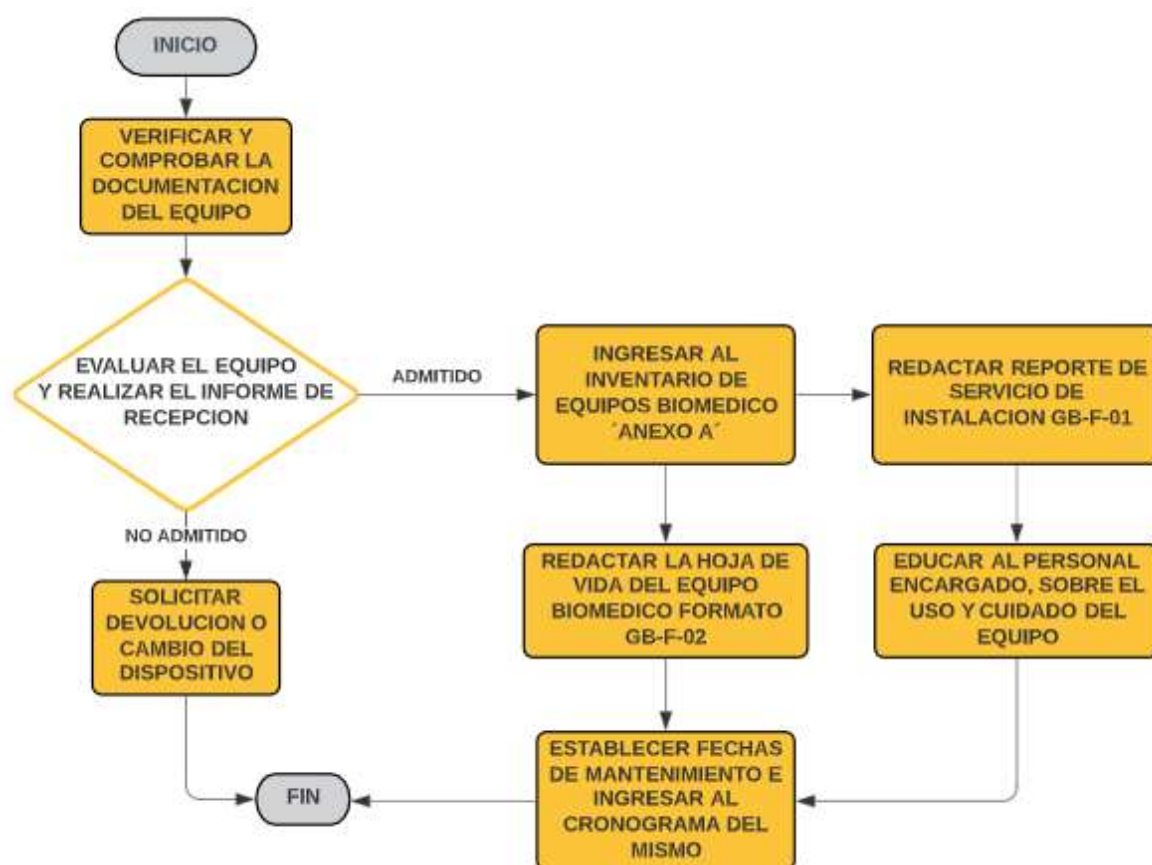 INICIO
VERIFICAR Y
COMPROBAR LA
DOCUMENTACION
DEL EQUIPO
EVALUAR EL EQUIPO
Y REALIZAR EL INFORME DE
RECEPCION
ADMITIDO
INGRESAR AL
INVENTARIO DE
EQUIPOS BIOMEDICO
´ANEXO A´
REDACTAR REPORTE DE
SERVICIO DE
INSTALACION GB-F-01
NO ADMITIDO
SOLICITAR
DEVOLUCION O
CAMBIO DEL
DISPOSITIVO
REDACTAR LA HOJA DE
VIDA DEL EQUIPO
BIOMEDICO FORMATO
GB-F-02
EDUCAR AL PERSONAL
ENCARGADO, SOBRE EL
USO Y CUIDADO DEL
EQUIPO
ESTABLECER FECHAS
DE MANTENIMIENTO E
INGRESAR AL
CRONOGRAMA DEL
MISMO
FIN